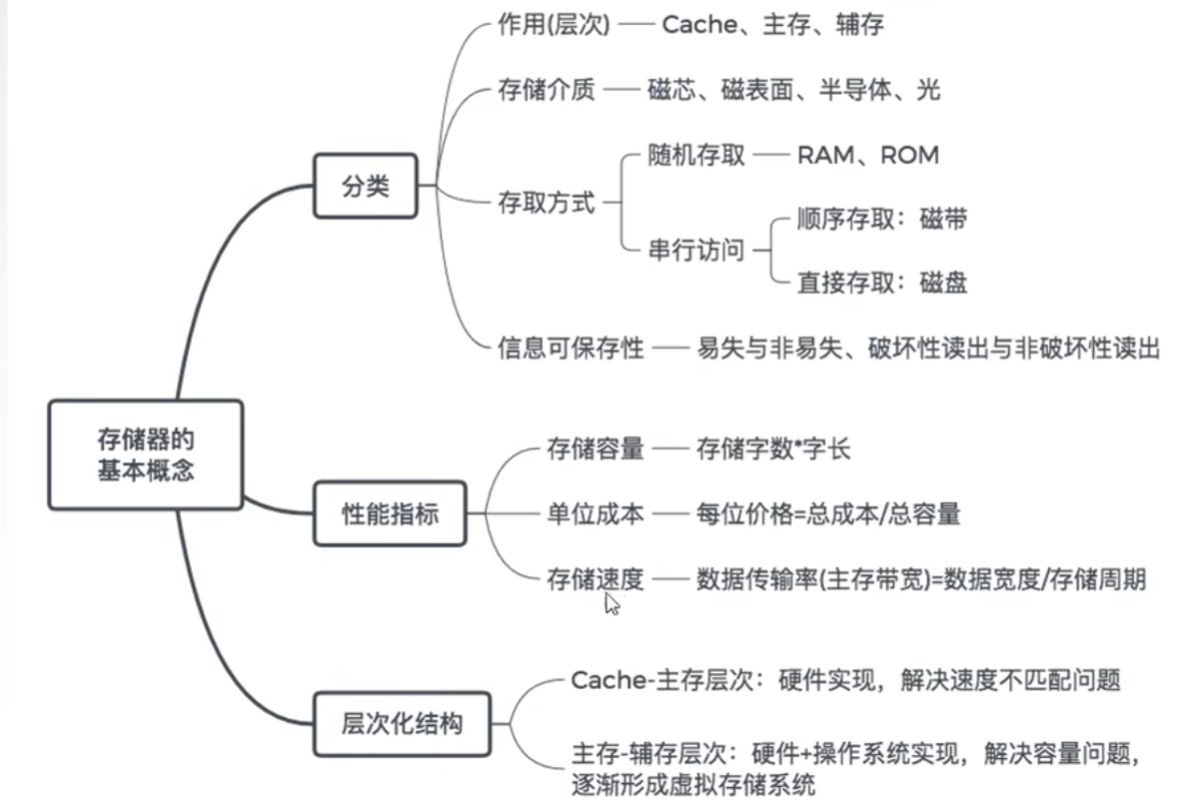 作用(层次)
Cache、主存、辅存
存储介质
磁芯、磁表面、半导体、光
分类
存取方式
随机存取
RAM、ROM
串行访问
顺序存取：磁带
直接存取：磁盘
信息可保存性
易失与非易失、破坏性读出与非破坏性读出
存储器的
基本概念
性能指标
存储容量
存储字数*字长
单位成本
每位价格=总成本/总容量
存储速度
数据传输率(主存带宽)=数据宽度/存储周期
层次化结构
Cache-主存层次：硬件实现，解决速度不匹配问题
主存-辅存层次：硬件+操作系统实现，解决容量问题，
逐渐形成虚拟存储系统